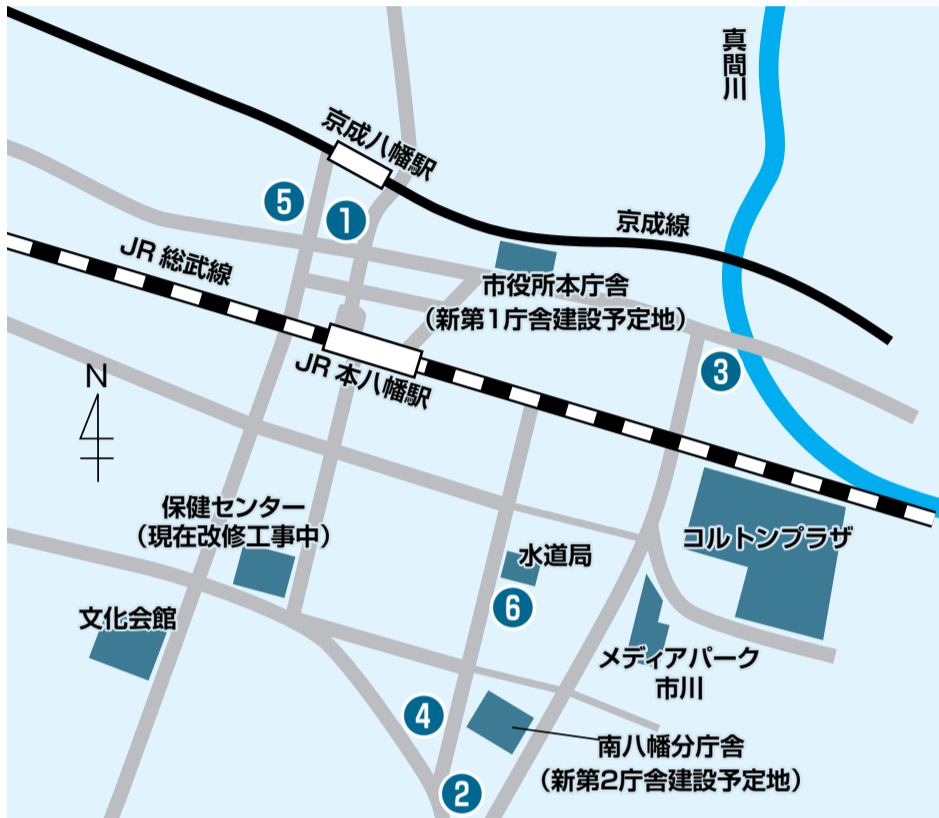 真間川
京成八幡駅
⑤
①
京成線
JR 総武線
市役所本庁舎
（新第1庁舎建設予定地）
JR 本八幡駅
③
N
保健センター
（現在改修工事中）
コルトンプラザ
水道局
⑥
文化会館
メディアパーク
市川
④
南八幡分庁舎
（新第2庁舎建設予定地）
②